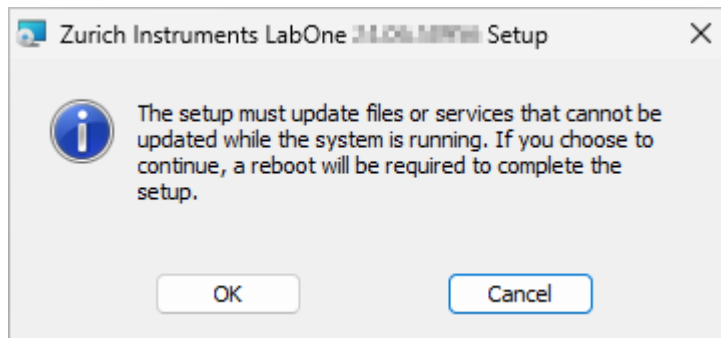 Zurich Instruments LabOne Setup
The setup must update files or services that cannot be
updated while the system is running. If you choose to
continue, a reboot will be required to complete the
setup.
OK Cancel